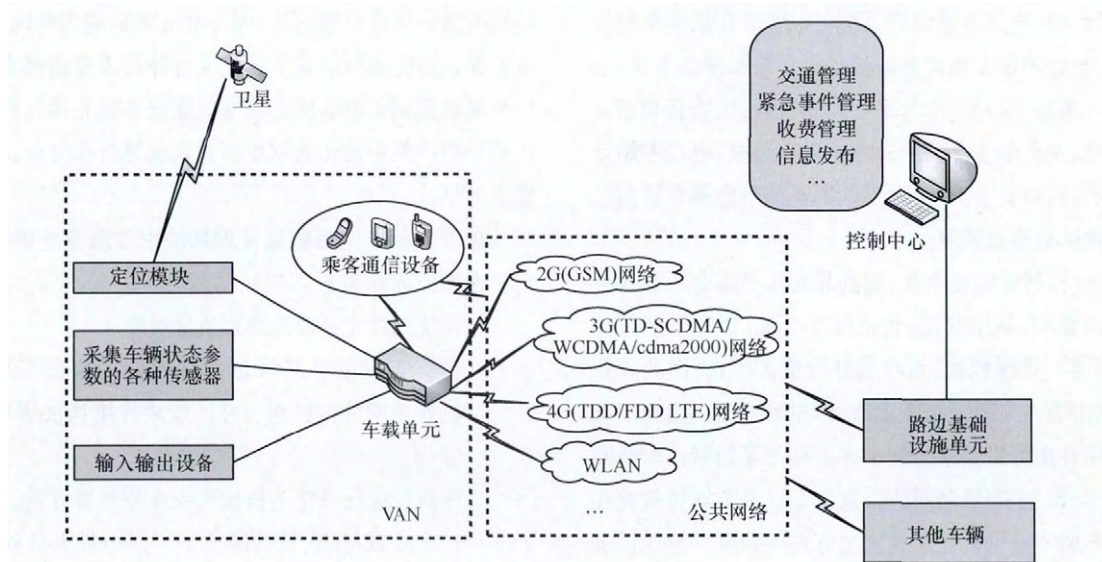 卫星
交通管理
紧急事件管理
收费管理
信息发布
控制中心
定位模块
采集车辆状态参
数的各种传感器
输入输出设备
乘客通信设备
车载单元
VAN
2G(GSM)网络
3G(TD-SCDMA/
WCDMA/cdma2000)网络
4G(TDD/FDD LTE)网络
WLAN
公共网络
路边基础
设施单元
其他车辆